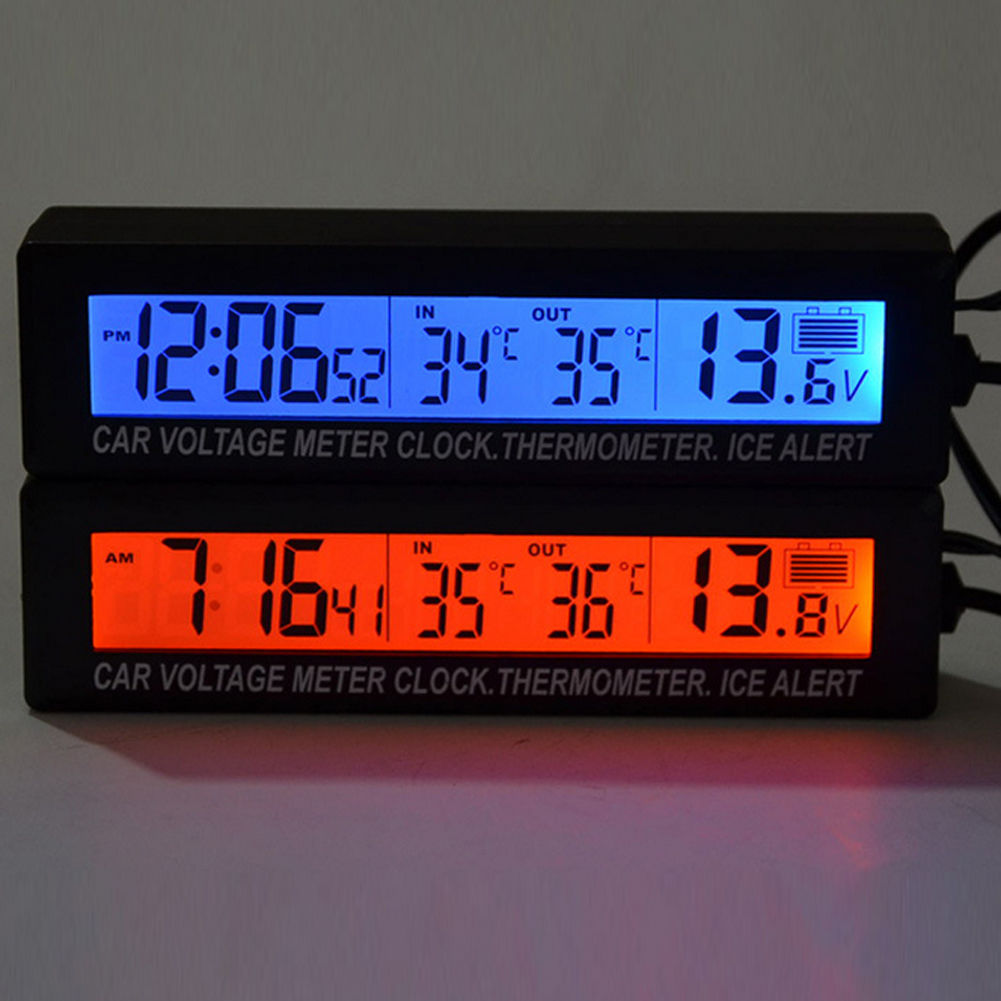 IN OUT
PM 12:06 52 34°C 35°C 13.6V
CAR VOLTAGE METER CLOCK.THERMOMETER. ICE ALERT
IN OUT
AM 7:16 41 35°C 36°C 13.8V
CAR VOLTAGE METER CLOCK.THERMOMETER. ICE ALERT